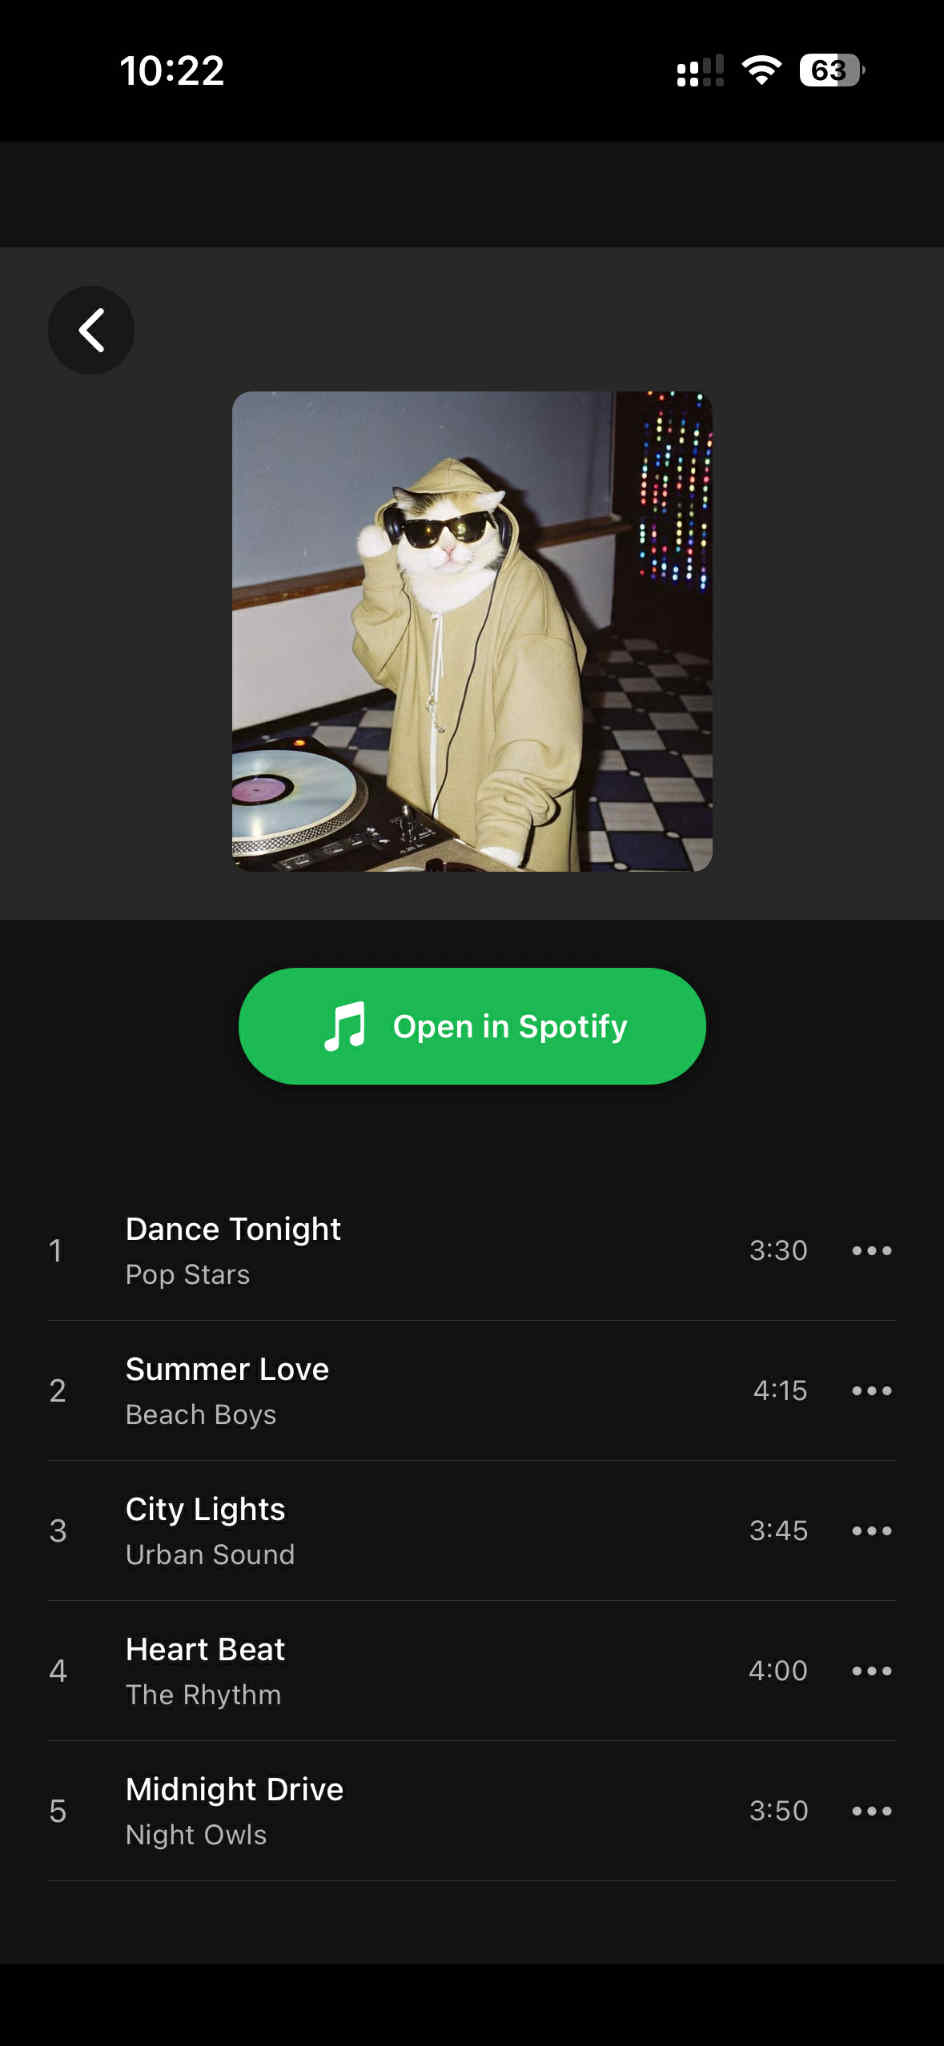 10:22
63
Open in Spotify
1
Dance Tonight
Pop Stars
3:30
2
Summer Love
Beach Boys
4:15
3
City Lights
Urban Sound
3:45
4
Heart Beat
The Rhythm
4:00
5
Midnight Drive
Night Owls
3:50